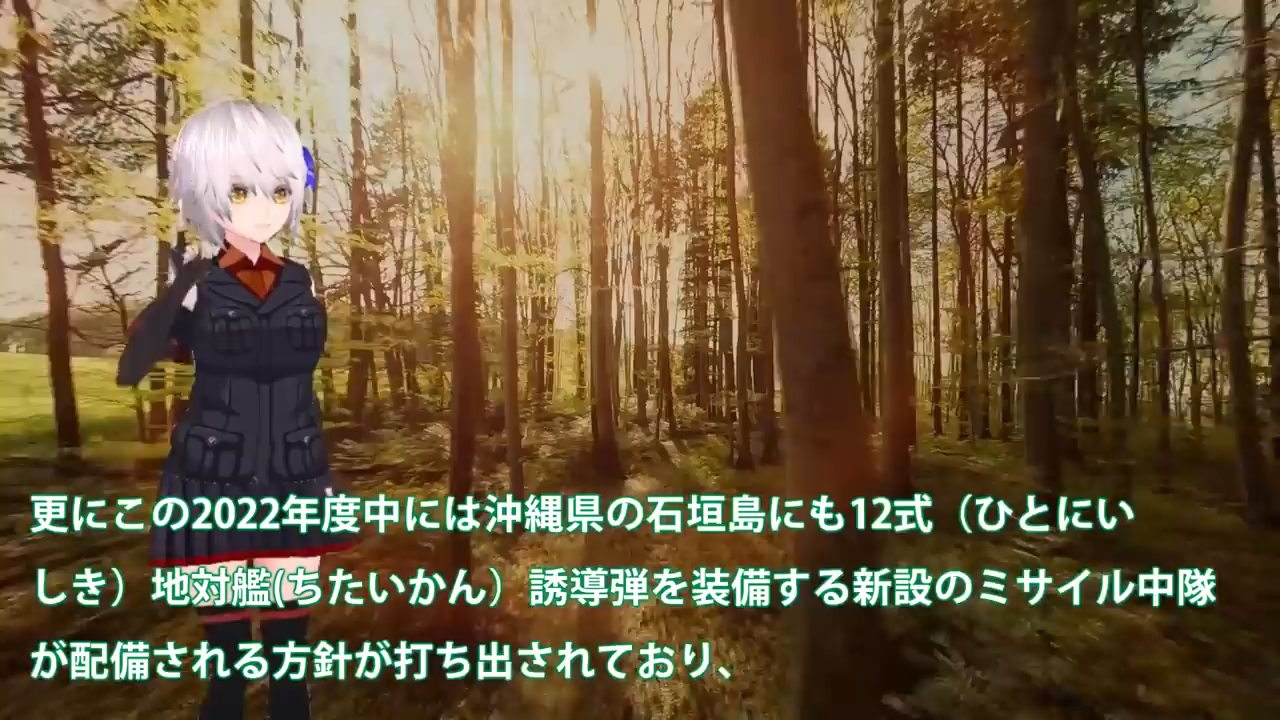 更にこの2022年度中には沖縄県の石垣島にも12式（ひとにい
しき）地対艦(ちたいかん）誘導弾を装備する新設のミサイル中隊
が配備される方針が打ち出されており、